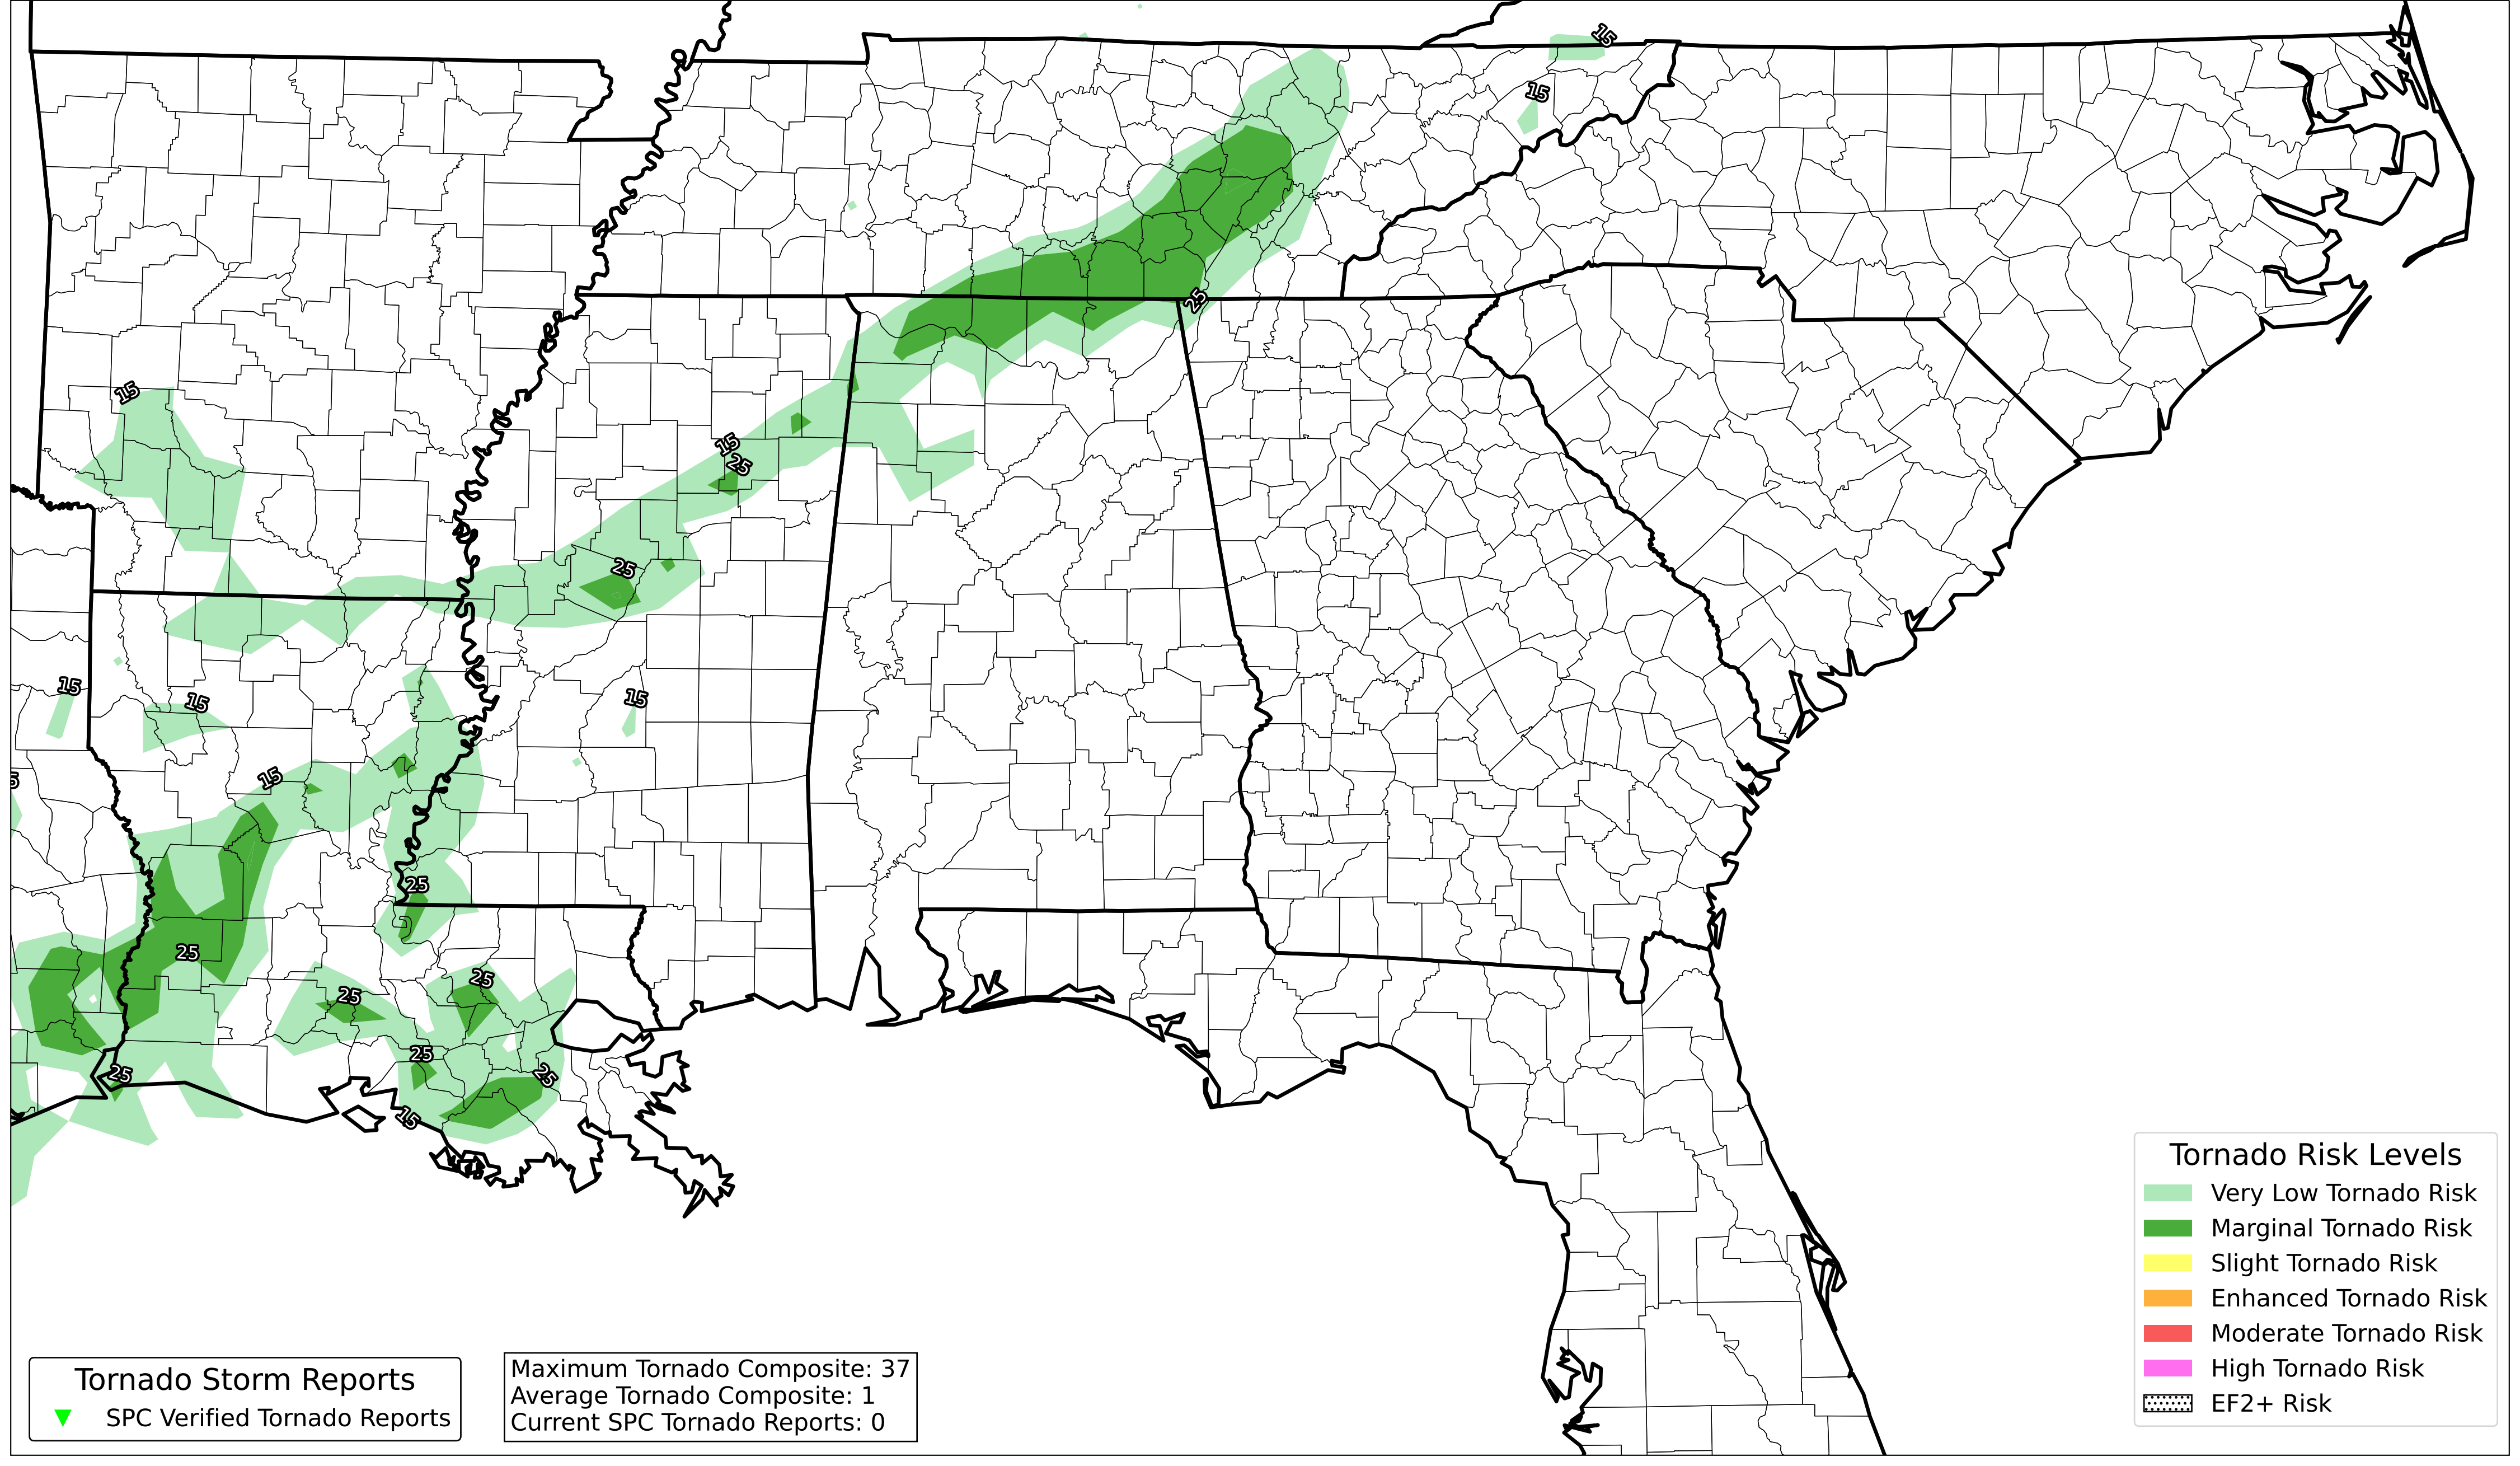 15
15
15
25
15
15
25
25
15
15
15
15
5
25
25
25
25
25
25
25
15
Tornado Risk Levels
Very Low Tornado Risk
Marginal Tornado Risk
Slight Tornado Risk
Enhanced Tornado Risk
Moderate Tornado Risk
High Tornado Risk
EF2+ Risk
Tornado Storm Reports
SPC Verified Tornado Reports
Maximum Tornado Composite: 37
Average Tornado Composite: 1
Current SPC Tornado Reports: 0